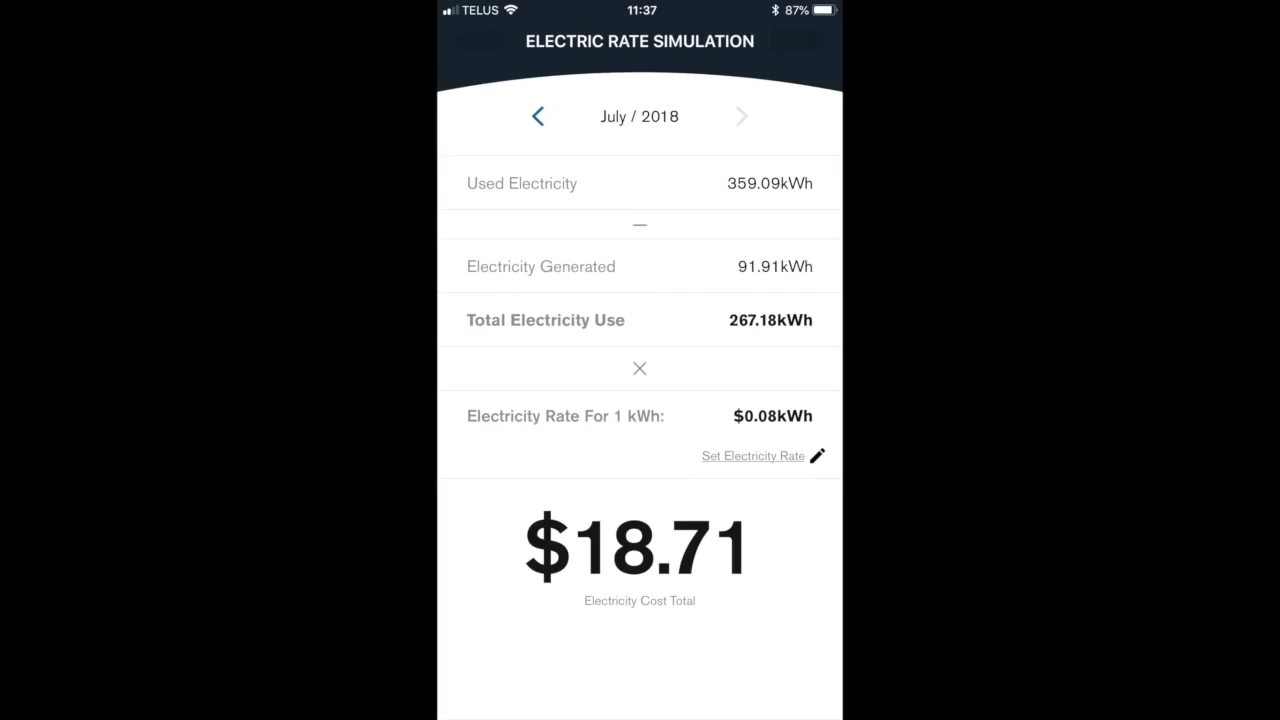 TELUS 11:37 87%
ELECTRIC RATE SIMULATION
July / 2018
Used Electricity 359.09kWh
—
Electricity Generated 91.91kWh
Total Electricity Use 267.18kWh
×
Electricity Rate For 1 kWh: $0.08kWh
Set Electricity Rate
$18.71
Electricity Cost Total